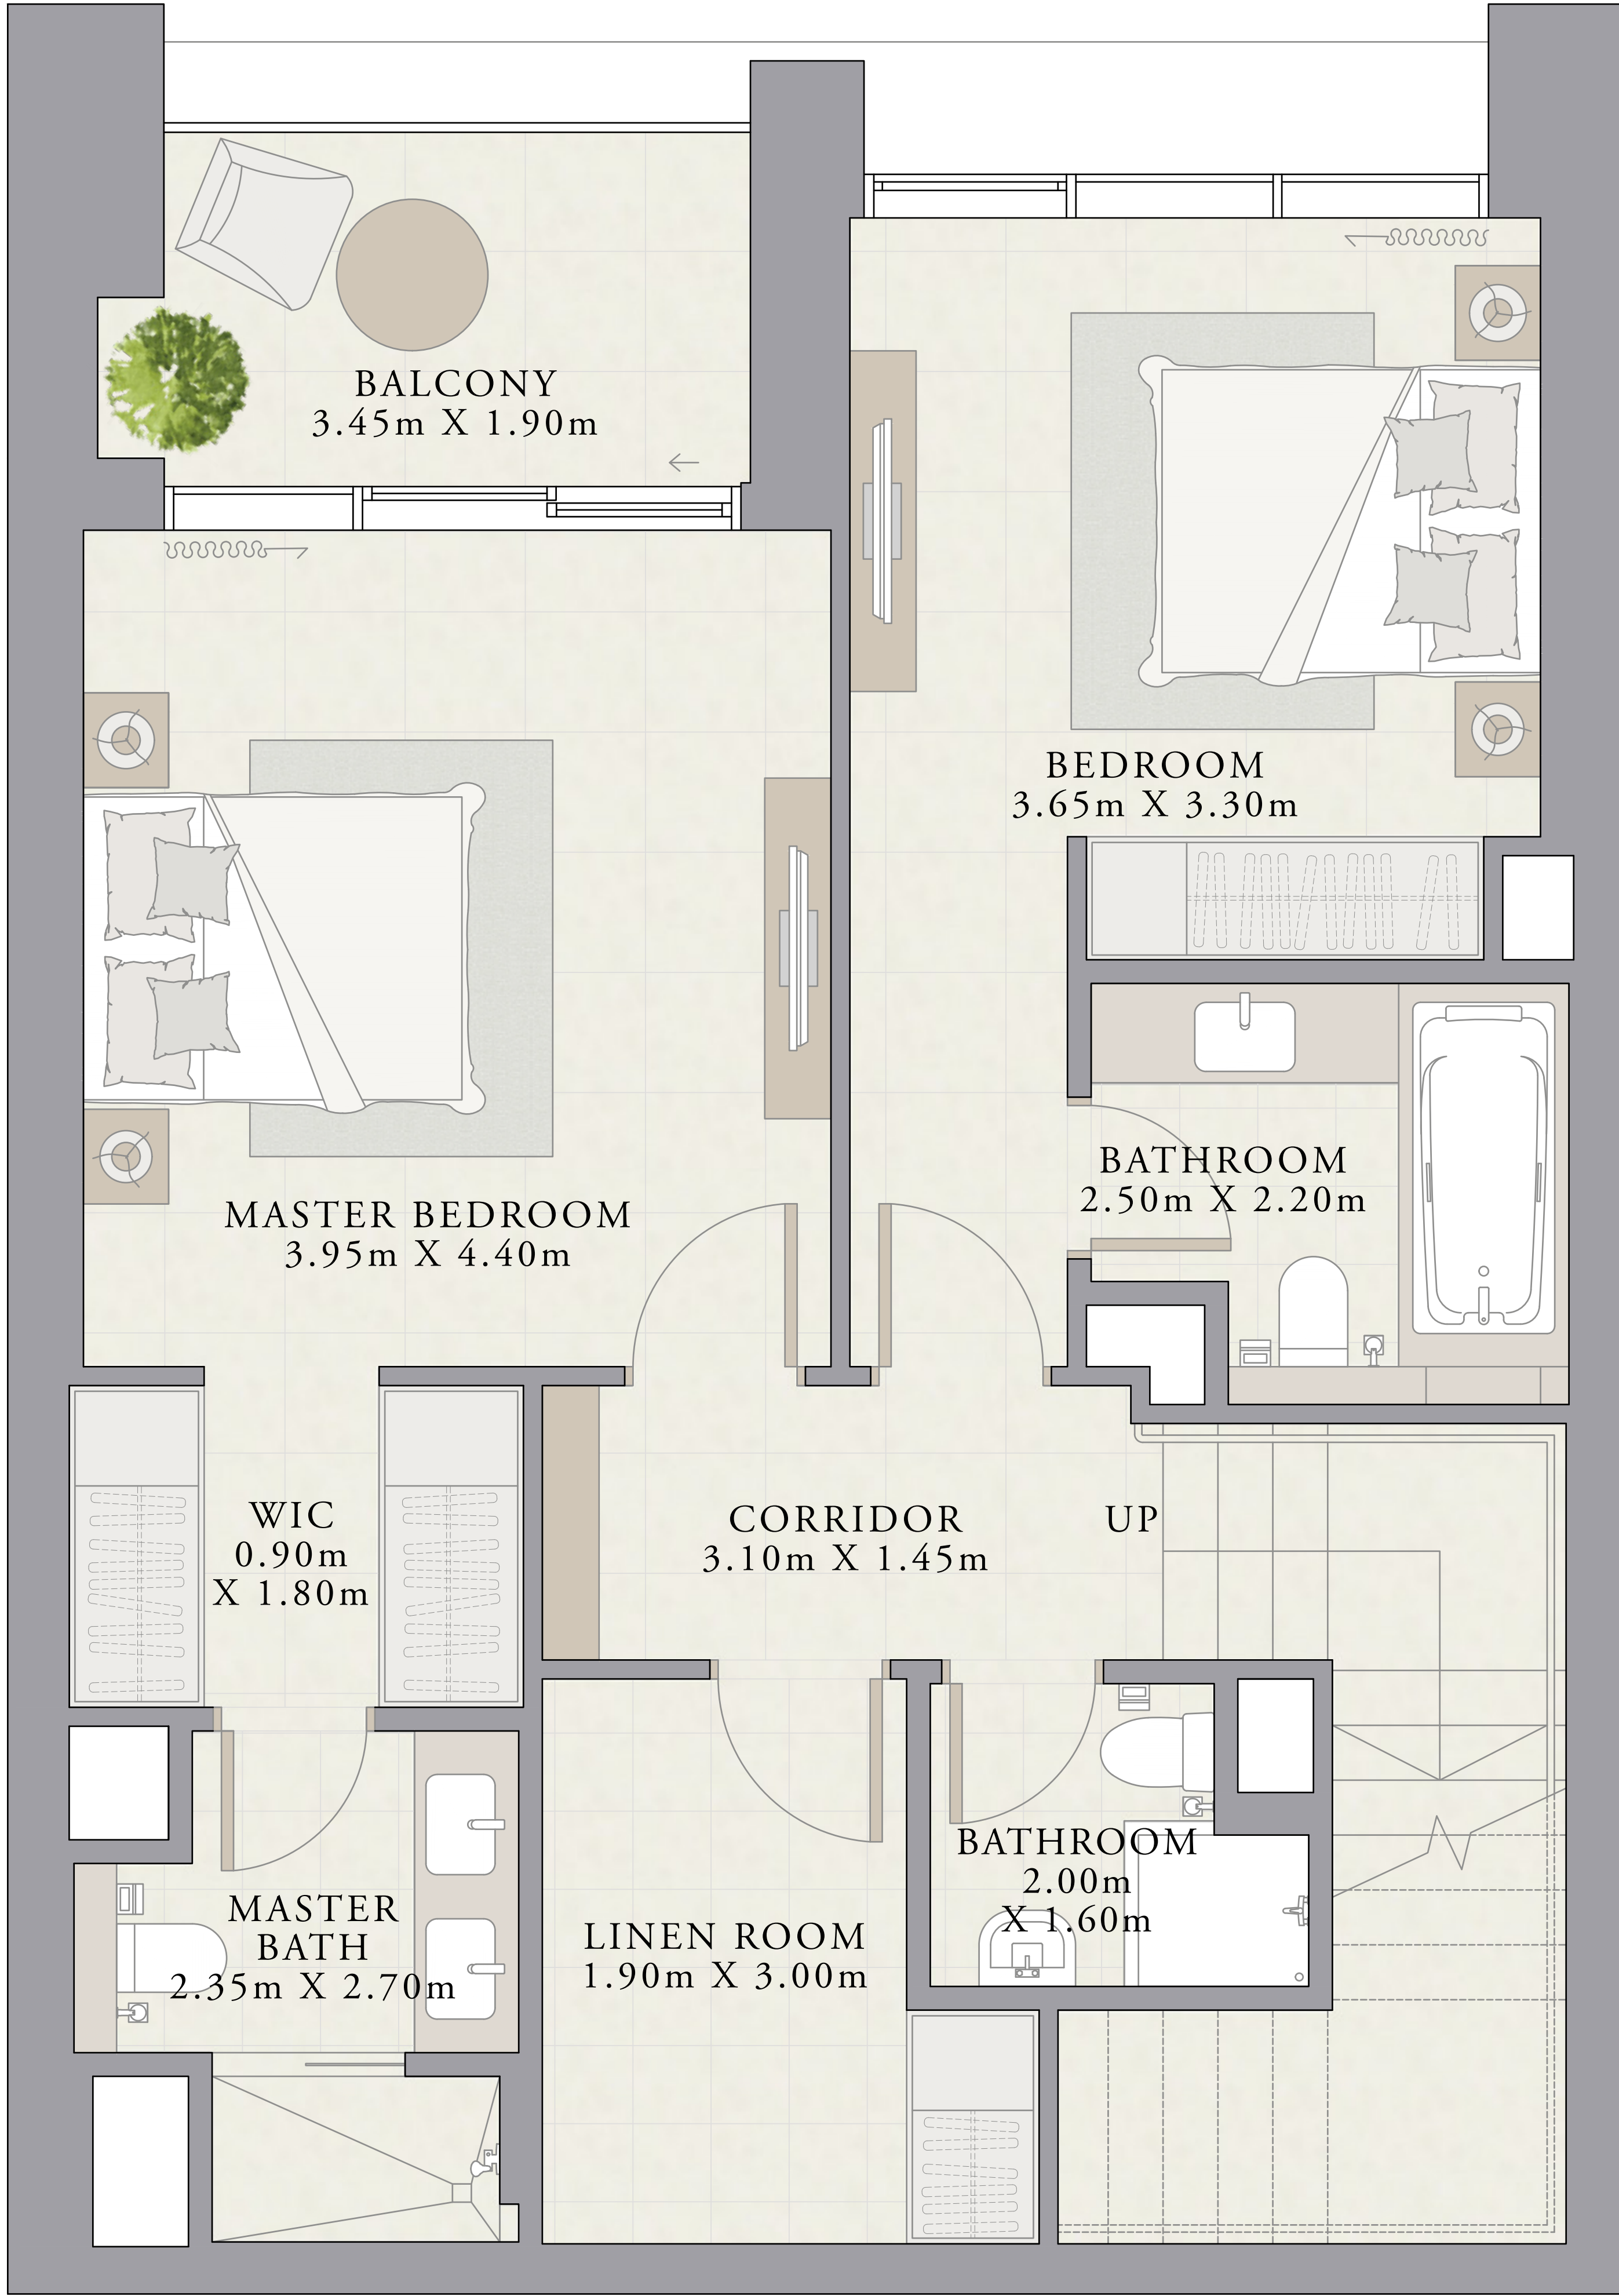 BALCONY
3.45m X 1.90m
BEDROOM
3.65m X 3.30m
BATHROOM
2.50m X 2.20m
MASTER BEDROOM
3.95m X 4.40m
WIC
0.90m
X 1.80m
CORRIDOR
3.10m X 1.45m
UP
MASTER
BATH
2.35m X 2.70m
LINEN ROOM
1.90m X 3.00m
BATHROOM
2.00m
X 1.60m